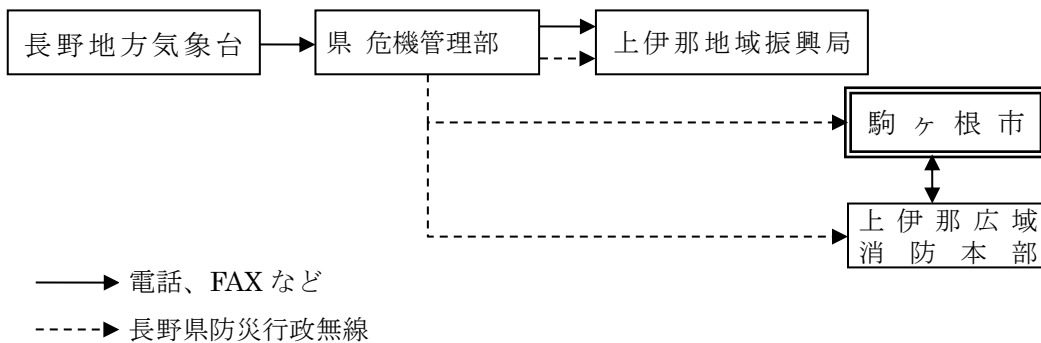 長野地方気象台
県 危機管理部
上伊那地域振興局
駒ヶ根市
上伊那広域
消防本部
電話、FAX など
長野県防災行政無線